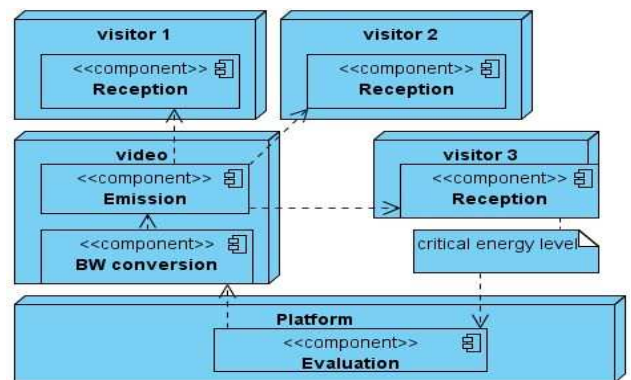 visitor 1
<<component>>
Reception
visitor 2
<<component>>
Reception
video
<<component>>
Emission
<<component>>
BW conversion
visitor 3
<<component>>
Reception
critical energy level
Platform
<<component>>
Evaluation